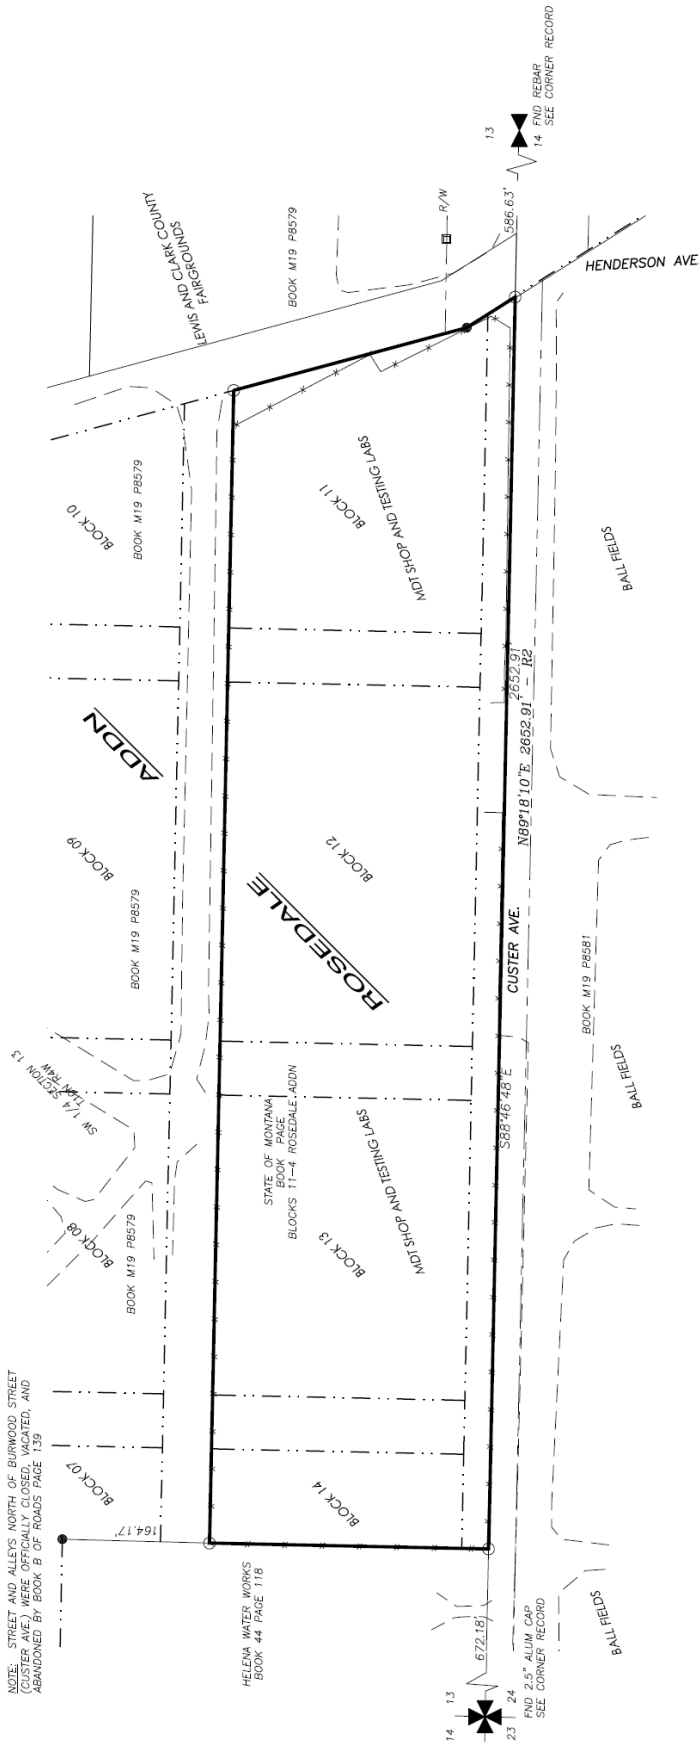 NOTE: STREET AND ALLEYS NORTH OF BURWOOD STREET
(CUSTER AVE.) WERE OFFICIALLY CLOSED, VACATED, AND
ABANDONED BY BOOK B OF ROADS PAGE 139
BLOCK 07
164.17'
BLOCK 08
BOOK M19 P8579
SW 1/4 SECTION 13
T10N R4W
BLOCK 09
BOOK M19 P8579
ADDN
BLOCK 10
BOOK M19 P8579
LEWIS AND CLARK COUNTY
FAIRGROUNDS
BOOK M19 P8579
R/W
HELENA WATER WORKS
BOOK 44 PAGE 118
BLOCK 14
STATE OF MONTANA
BOOK PAGE
BLOCKS 11-4 ROSEDALE ADDN
BLOCK 13
MDT SHOP AND TESTING LABS
ROSEDALE
BLOCK 12
BLOCK 11
MDT SHOP AND TESTING LABS
672.18'
S88°46'48"E
2652.91'
586.63'
CUSTER AVE.
N89°18'10"E 2652.91' - R2
HENDERSON AVE.
14 13
23 24
FND 2.5" ALUM CAP
SEE CORNER RECORD
13
14 FND REBAR
SEE CORNER RECORD
BALL FIELDS
BALL FIELDS
BOOK M19 P8581
BALL FIELDS